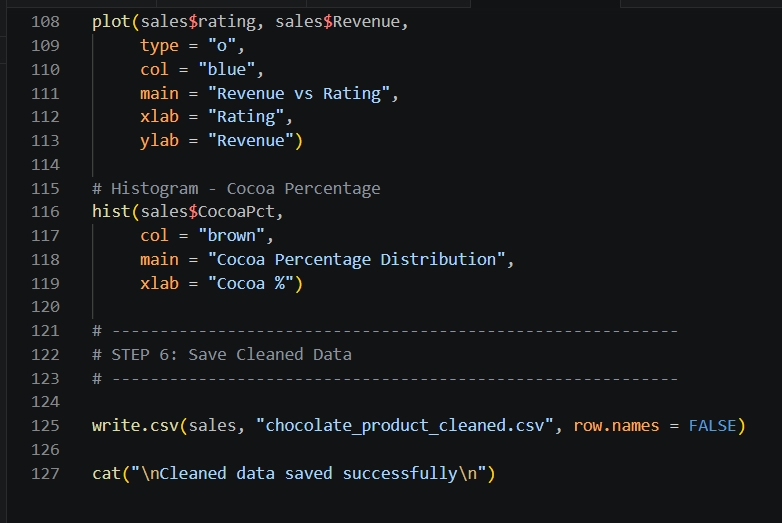 108 plot(sales$rating, sales$Revenue,
109      type = "o",
110      col = "blue",
111      main = "Revenue vs Rating",
112      xlab = "Rating",
113      ylab = "Revenue")
114
115 # Histogram - Cocoa Percentage
116 hist(sales$CocoaPct,
117      col = "brown",
118      main = "Cocoa Percentage Distribution",
119      xlab = "Cocoa %")
120
121 # -----------------------------------------------------------
122 # STEP 6: Save Cleaned Data
123 # -----------------------------------------------------------
124
125 write.csv(sales, "chocolate_product_cleaned.csv", row.names = FALSE)
126
127 cat("\nCleaned data saved successfully\n")